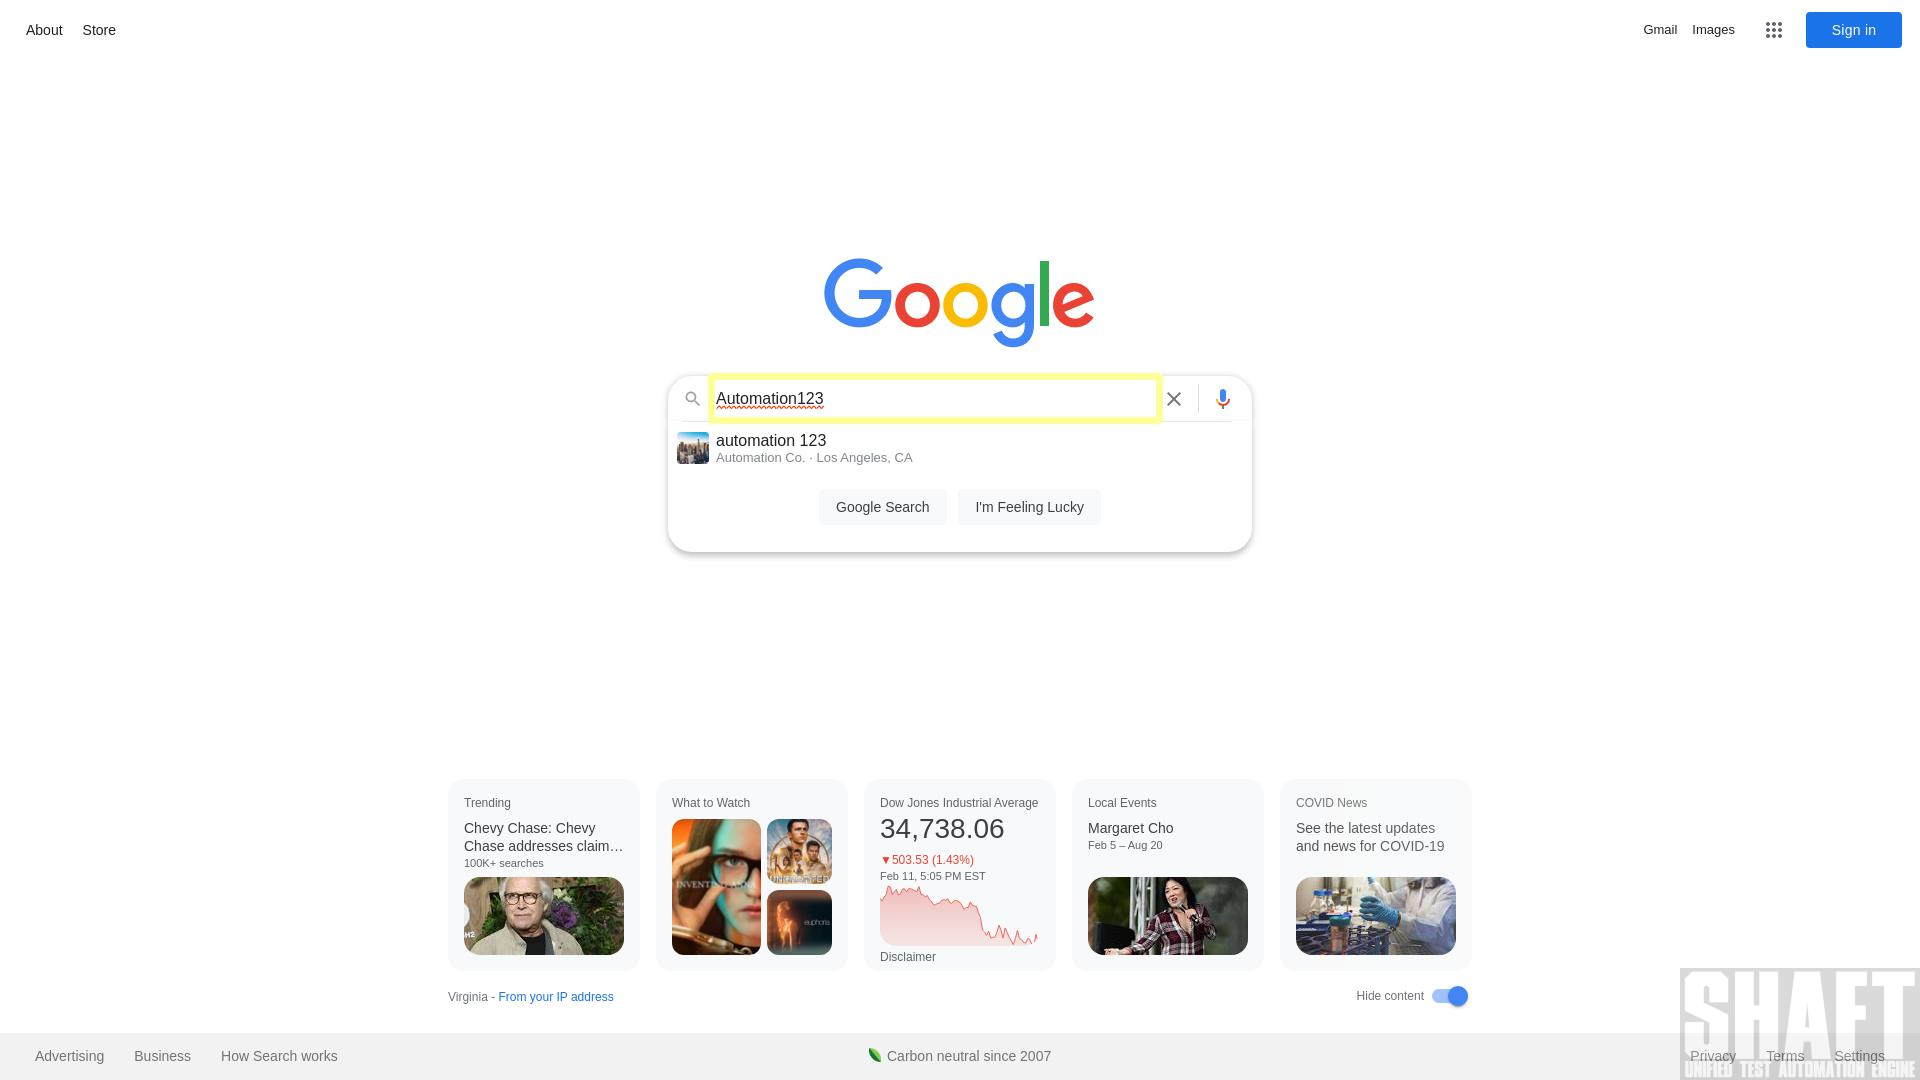 About Store
Gmail Images Sign in
Google
Automation123
automation 123
Automation Co. · Los Angeles, CA
Google Search I'm Feeling Lucky
Trending
Chevy Chase: Chevy
Chase addresses claim…
100K+ searches
What to Watch
INVENTING ANNA
euphoria
Dow Jones Industrial Average
34,738.06
▼503.53 (1.43%)
Feb 11, 5:05 PM EST
Disclaimer
Local Events
Margaret Cho
Feb 5 – Aug 20
COVID News
See the latest updates
and news for COVID-19
Virginia - From your IP address
Hide content
Advertising Business How Search works
Carbon neutral since 2007
Privacy Terms Settings
SHAFT
UNIFIED TEST AUTOMATION ENGINE